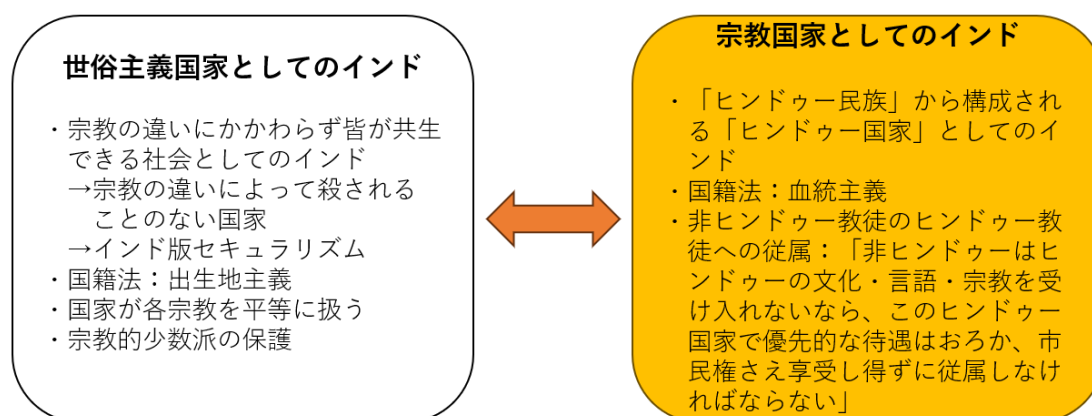 世俗主義国家としてのインド
・宗教の違いにかかわらず皆が共生
できる社会としてのインド
→宗教の違いによって殺される
ことのない国家
→インド版セキュラリズム
・国籍法：出生地主義
・国家が各宗教を平等に扱う
・宗教的少数派の保護
宗教国家としてのインド
・「ヒンドゥー民族」から構成され
る「ヒンドゥー国家」としてのイ
ンド
・国籍法：血統主義
・非ヒンドゥー教徒のヒンドゥー教
徒への従属：「非ヒンドゥーはヒ
ンドゥーの文化・言語・宗教を受
け入れないなら、このヒンドゥー
国家で優先的な待遇はおろか、市
民権さえ享受し得ずに従属しなけ
ればならない」